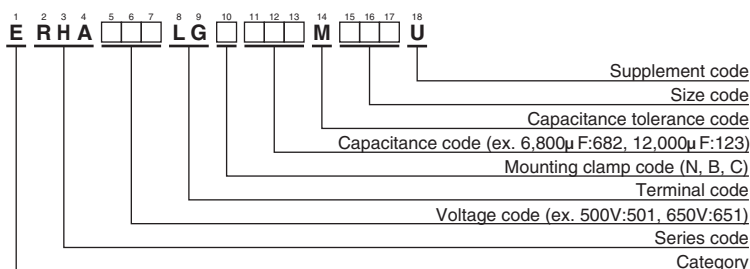 1 2 3 4 5 6 7 8 9 10 11 12 13 14 15 16 17 18
E R H A □□□ L G □ □□□ M □□□ U
Supplement code
Size code
Capacitance tolerance code
Capacitance code (ex. 6,800μF:682, 12,000μF:123)
Mounting clamp code (N, B, C)
Terminal code
Voltage code (ex. 500V:501, 650V:651)
Series code
Category